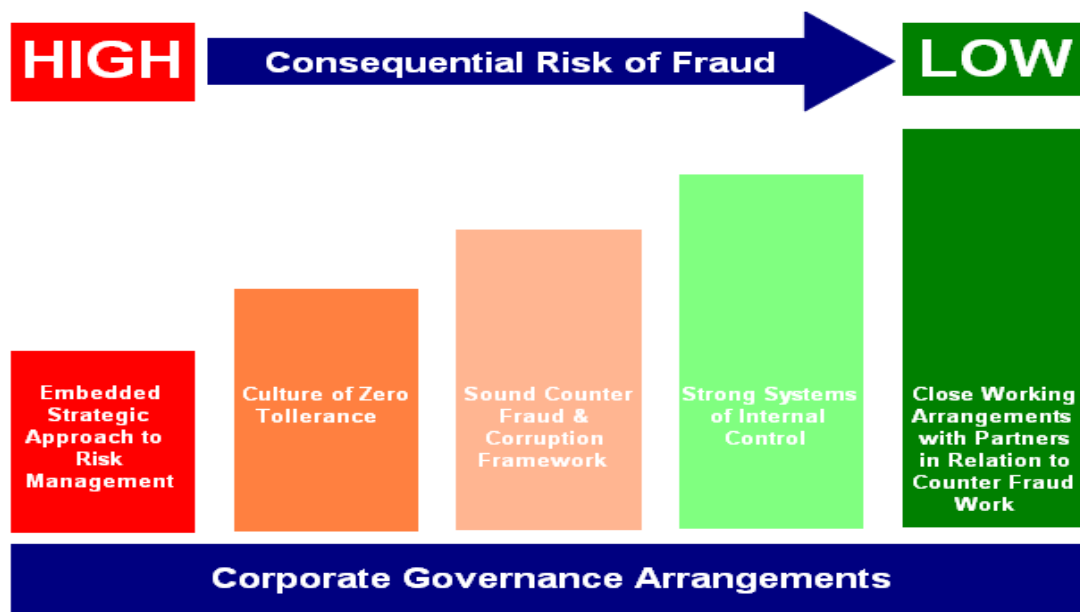 HIGH
Consequential Risk of Fraud
LOW
Embedded
Strategic
Approach to
Risk
Management
Culture of Zero
Tollerance
Sound Counter
Fraud &
Corruption
Framework
Strong Systems
of Internal
Control
Close Working
Arrangements
with Partners
in Relation to
Counter Fraud
Work
Corporate Governance Arrangements